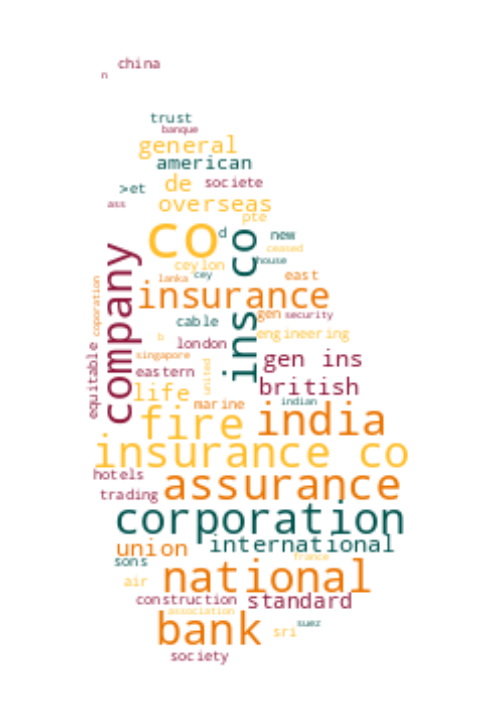 china
n
trust
banque
general
american
de societe
>et
ass
overseas
pte
co
d
new
co
ceased
house
ceylon
company
lanka
cey
east
coporation
insurance
gen
security
ins
cable
b
engineering
london
singapore
gen ins
equitable
eastern
united
british
life
marine
indian
fire
india
insurance co
hotels
assurance
trading
corporation
union
international
sons
france
air
national
construction
standard
association
bank
suez
sri
society